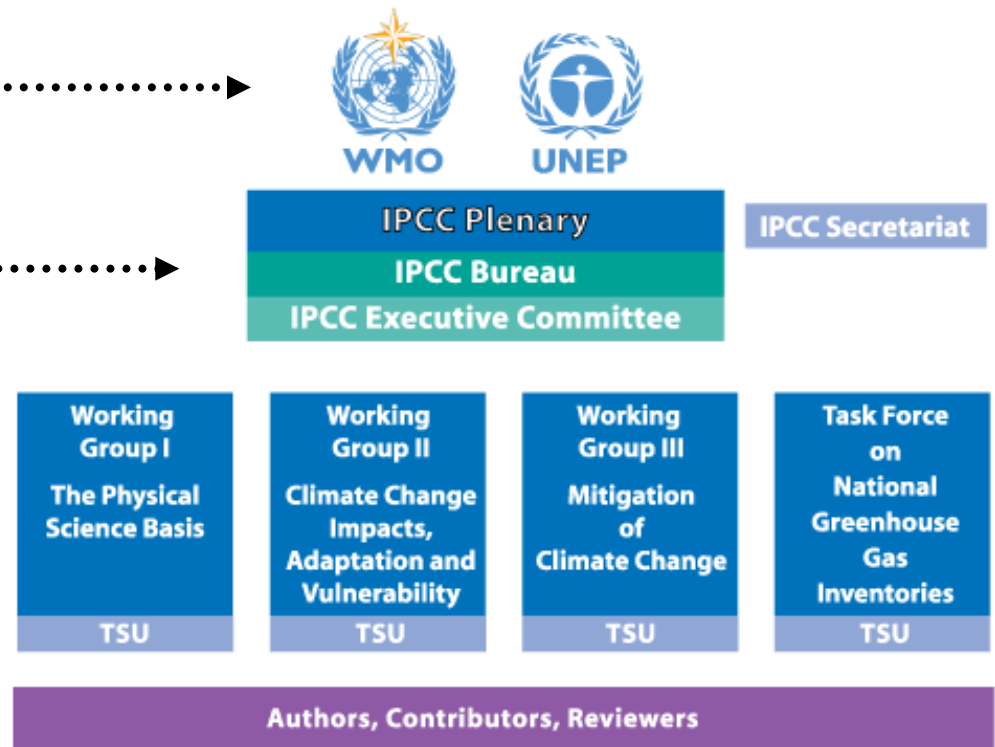 WMO UNEP
IPCC Plenary
IPCC Secretariat
IPCC Bureau
IPCC Executive Committee
Working
Group I
The Physical
Science Basis
TSU
Working
Group II
Climate Change
Impacts,
Adaptation and
Vulnerability
TSU
Working
Group III
Mitigation
of
Climate Change
TSU
Task Force
on
National
Greenhouse
Gas
Inventories
TSU
Authors, Contributors, Reviewers